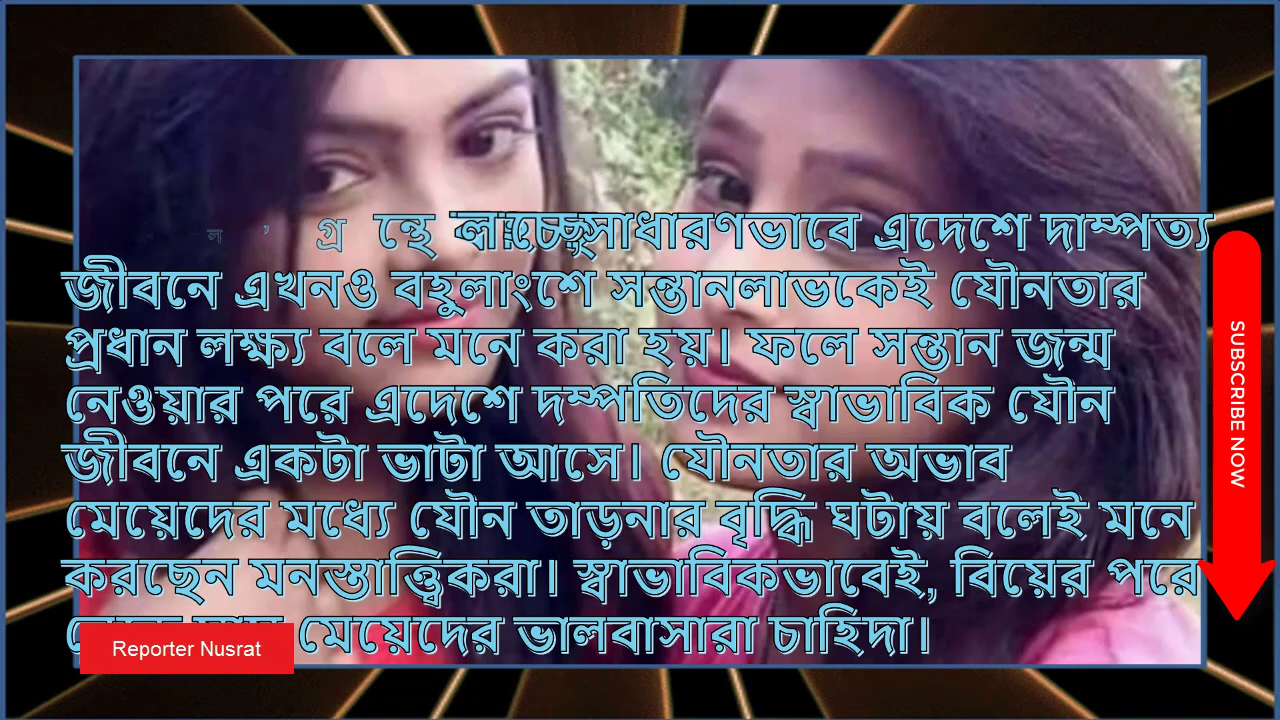 সাধারণভাবে এদেশে দাম্পত্য
জীবনে এখনও বহুলাংশে সন্তানলাভকেই যৌনতার
প্রধান লক্ষ্য বলে মনে করা হয়। ফলে সন্তান জন্ম
নেওয়ার পরে এদেশে দম্পতিদের স্বাভাবিক যৌন
জীবনে একটা ভাটা আসে। যৌনতার অভাব
মেয়েদের মধ্যে যৌন তাড়নার বৃদ্ধি ঘটায় বলেই মনে
করছেন মনস্তাত্ত্বিকরা। স্বাভাবিকভাবেই, বিয়ের পরে
মেয়েদের ভালবাসারা চাহিদা।
Reporter Nusrat
SUBSCRIBE NOW